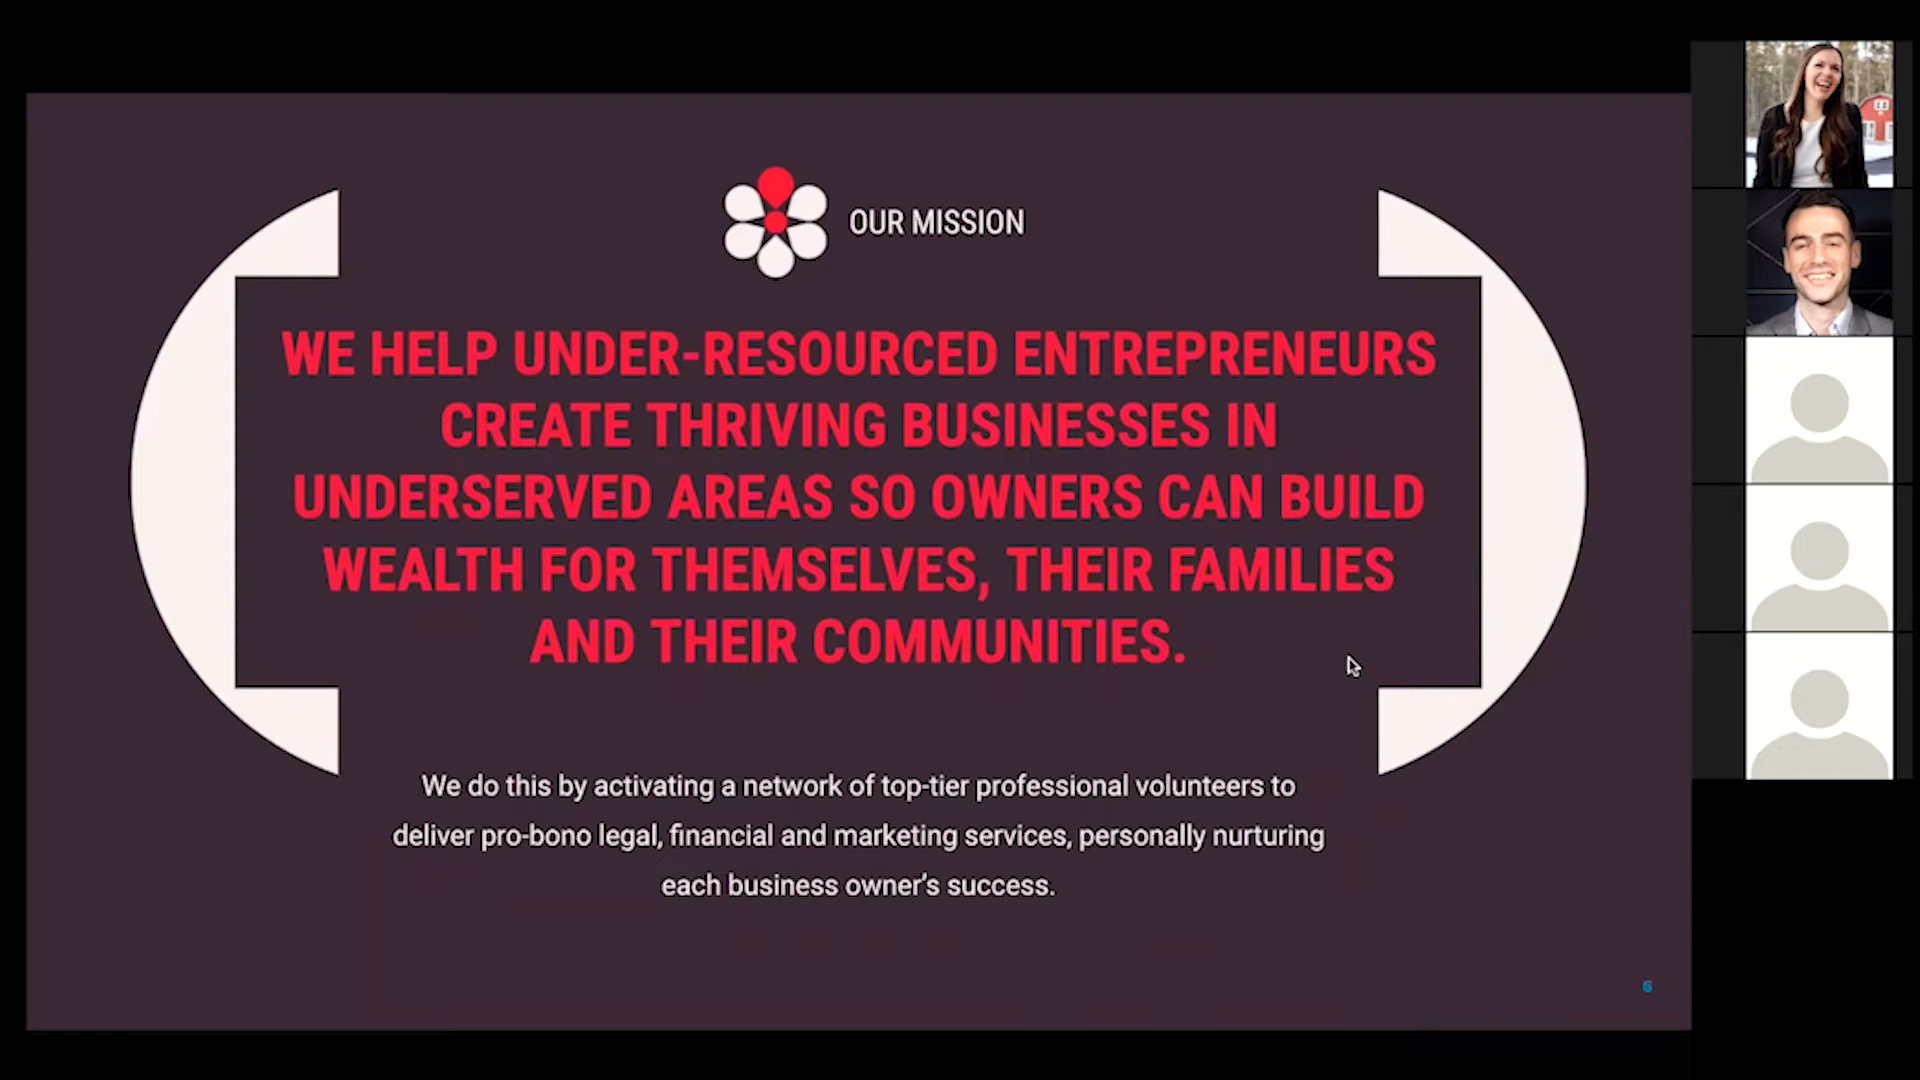 OUR MISSION
WE HELP UNDER-RESOURCED ENTREPRENEURS
CREATE THRIVING BUSINESSES IN
UNDERSERVED AREAS SO OWNERS CAN BUILD
WEALTH FOR THEMSELVES, THEIR FAMILIES
AND THEIR COMMUNITIES.
We do this by activating a network of top-tier professional volunteers to
deliver pro-bono legal, financial and marketing services, personally nurturing
each business owner’s success.
6